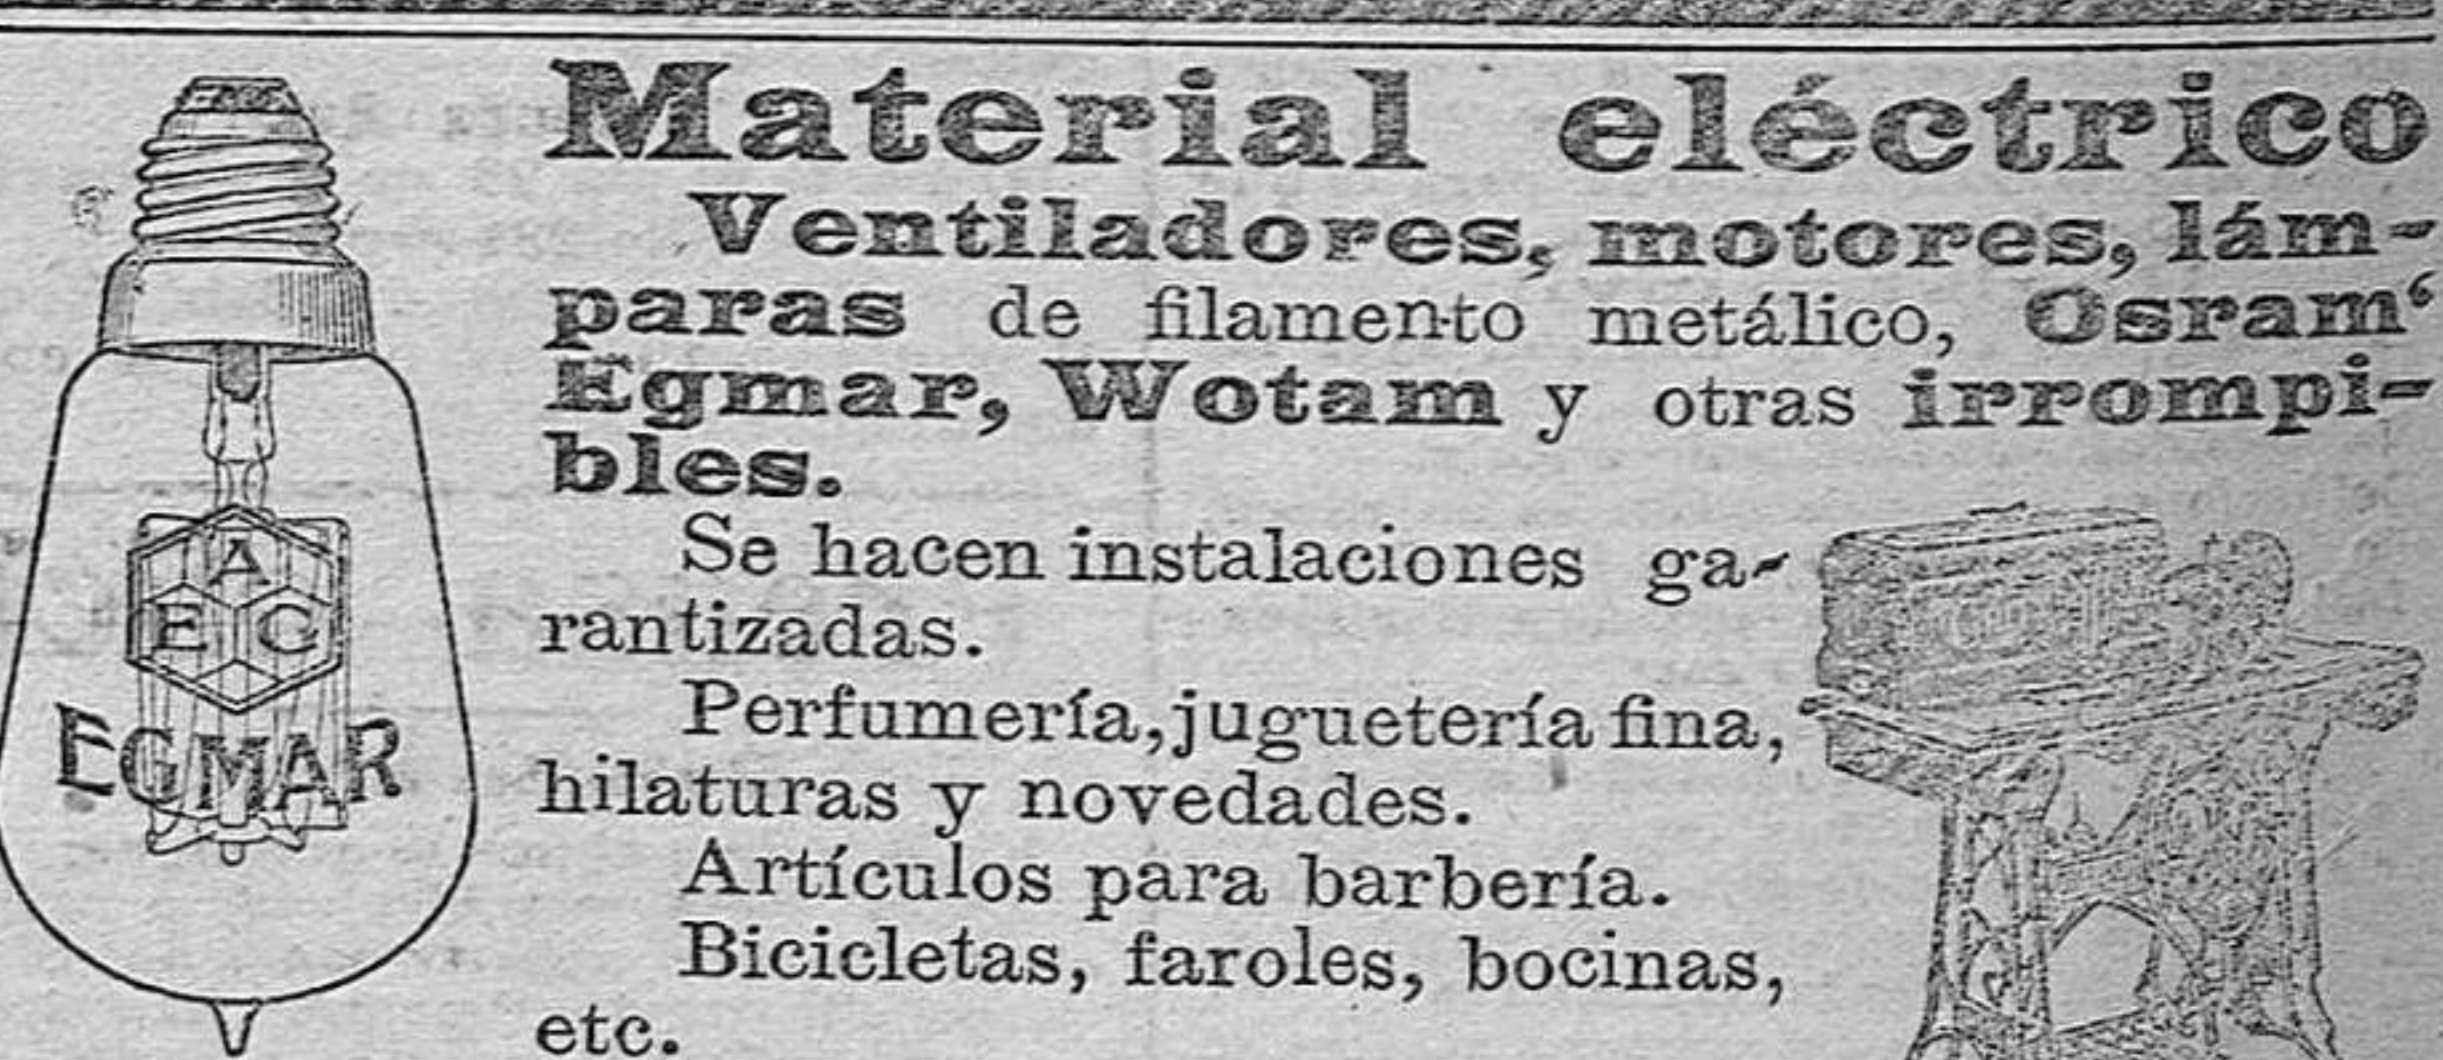 Material eléctrico
Ventiladores, motores, lám-
paras de filamento metálico, Osram‘
Egmar, Wotam y otras irrompi-
bles.
Se hacen instalaciones ga-
rantizadas.
Perfumería, juguetería fina,
hilaturas y novedades.
Artículos para barbería.
Bicicletas, faroles, bocinas,
etc.
A
E C
EGMAR